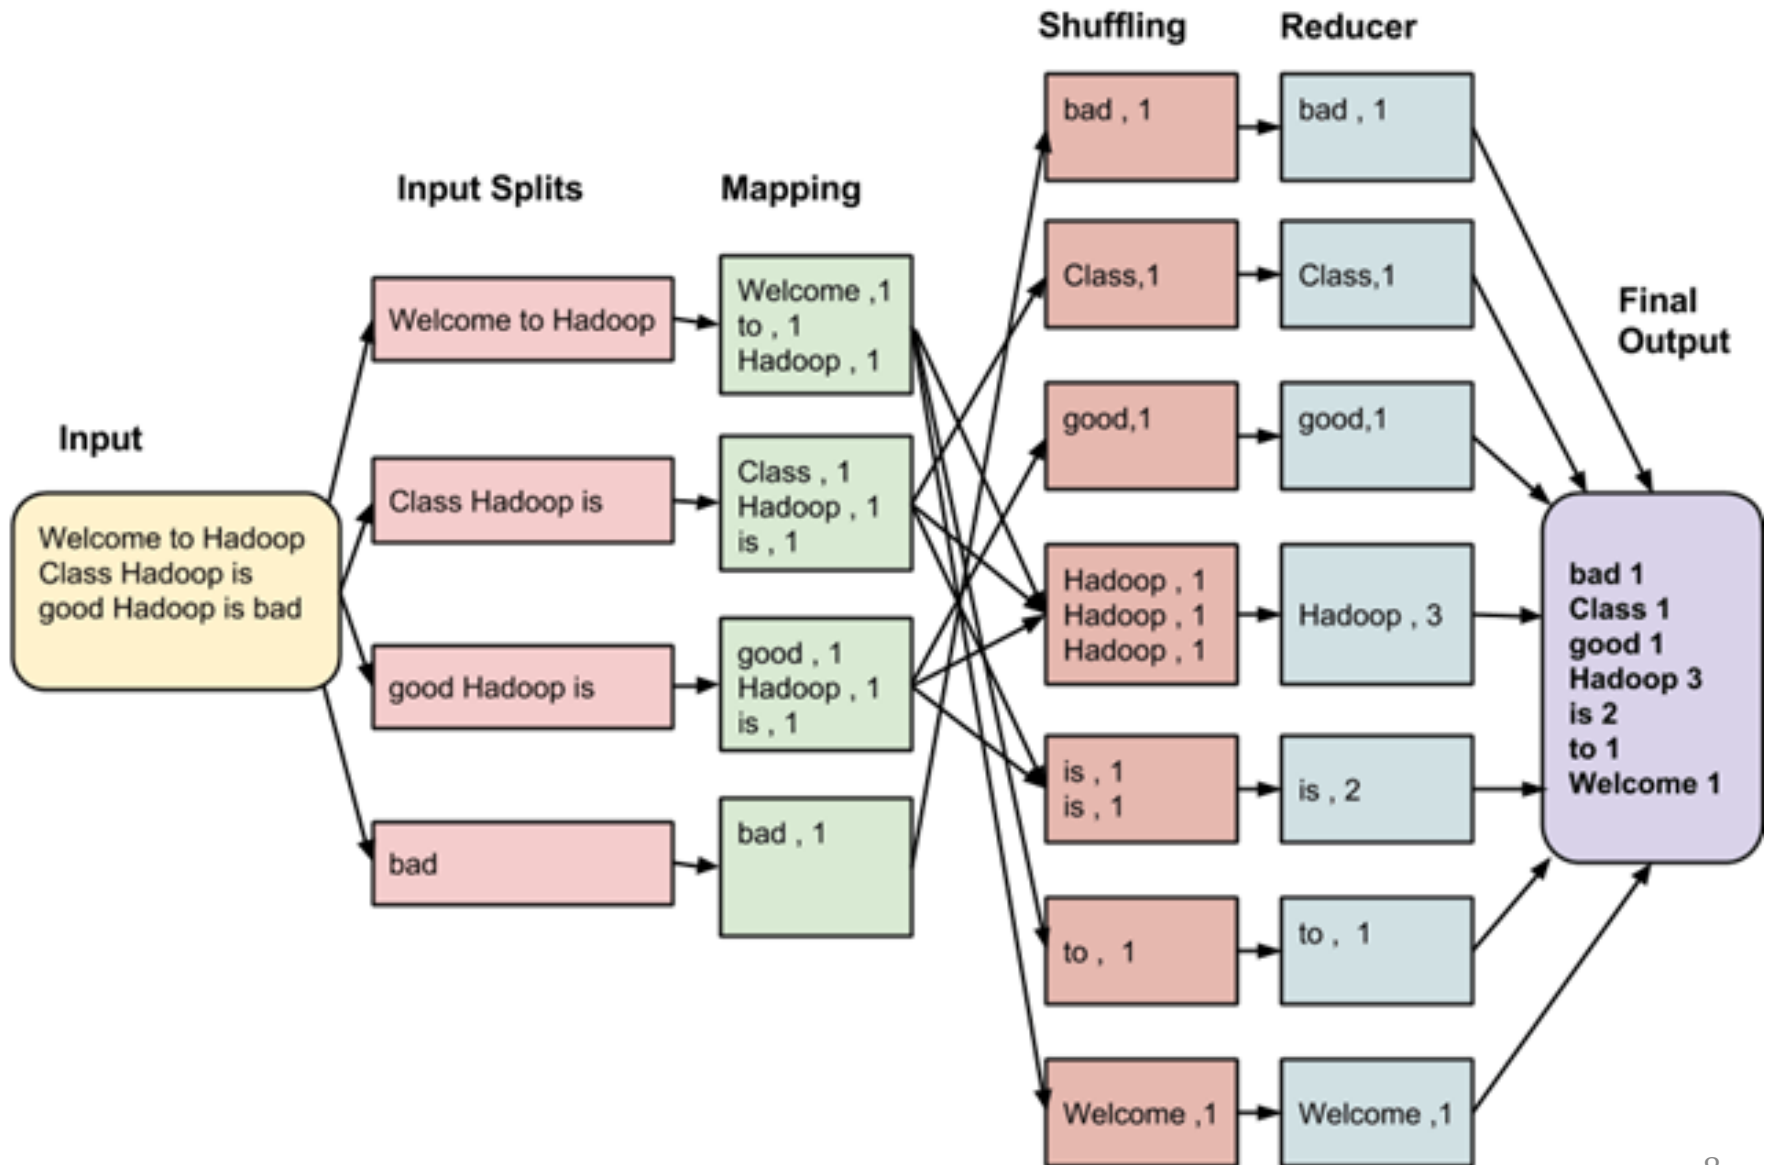 Shuffling
Reducer
Input Splits
Mapping
Input
Final
Output
Welcome to Hadoop
Class Hadoop is
good Hadoop is bad
Welcome to Hadoop
Class Hadoop is
good Hadoop is
bad
Welcome ,1
to , 1
Hadoop , 1
Class , 1
Hadoop , 1
is , 1
good , 1
Hadoop , 1
is , 1
bad , 1
bad , 1
Class,1
good,1
Hadoop , 1
Hadoop , 1
Hadoop , 1
is , 1
is , 1
to , 1
Welcome ,1
bad , 1
Class,1
good,1
Hadoop , 3
is , 2
to , 1
Welcome ,1
bad 1
Class 1
good 1
Hadoop 3
is 2
to 1
Welcome 1